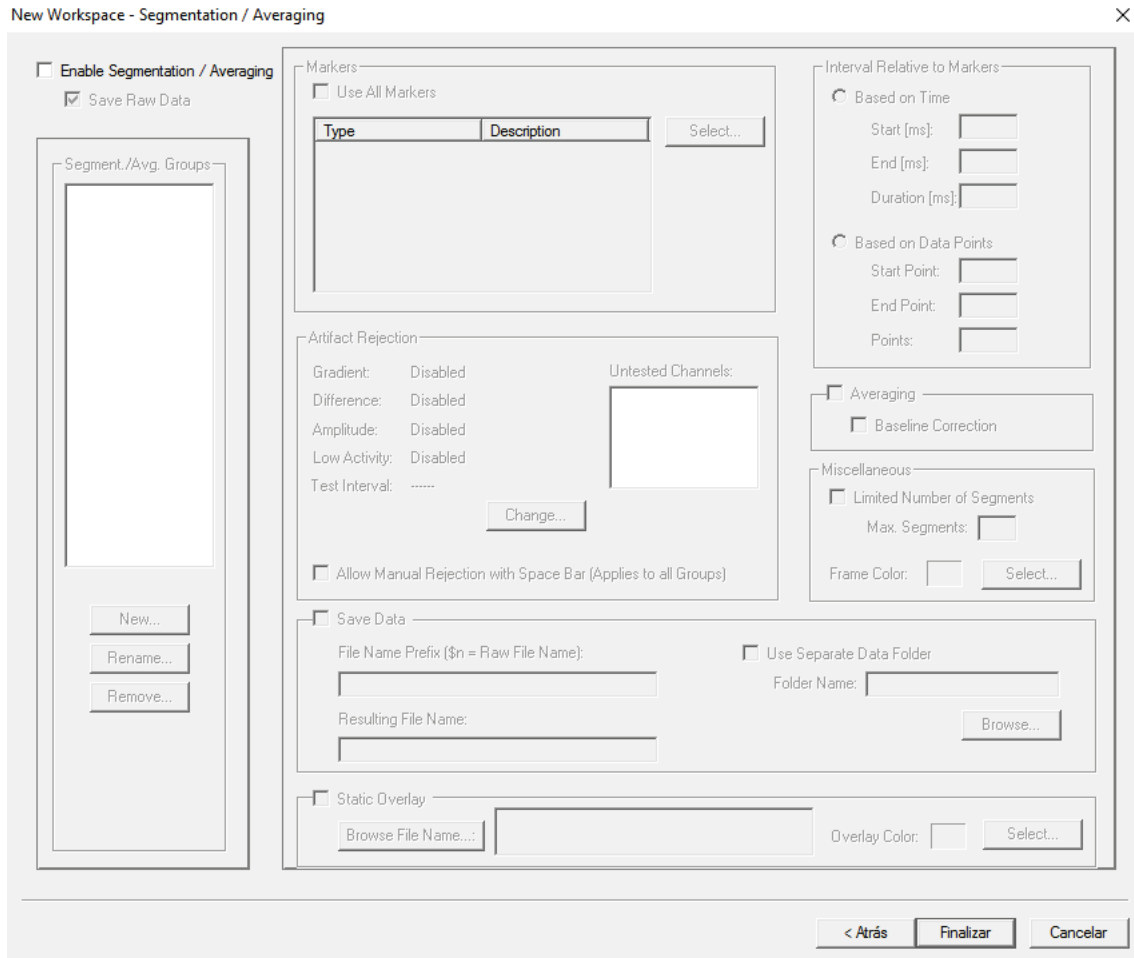 New Workspace - Segmentation / Averaging
Enable Segmentation / Averaging
Save Raw Data
Segment./Avg. Groups
New...
Rename...
Remove...
Markers
Use All Markers
Type Description
Select...
Artifact Rejection
Gradient: Disabled
Difference: Disabled
Amplitude: Disabled
Low Activity: Disabled
Test Interval: ------
Untested Channels:
Change...
Allow Manual Rejection with Space Bar (Applies to all Groups)
Interval Relative to Markers
Based on Time
Start [ms]:
End [ms]:
Duration [ms]:
Based on Data Points
Start Point:
End Point:
Points:
Averaging
Baseline Correction
Miscellaneous
Limited Number of Segments
Max. Segments:
Frame Color: Select...
Save Data
File Name Prefix ($n = Raw File Name):
Resulting File Name:
Use Separate Data Folder
Folder Name:
Browse...
Static Overlay
Browse File Name...:
Overlay Color: Select...
< Atrás Finalizar Cancelar